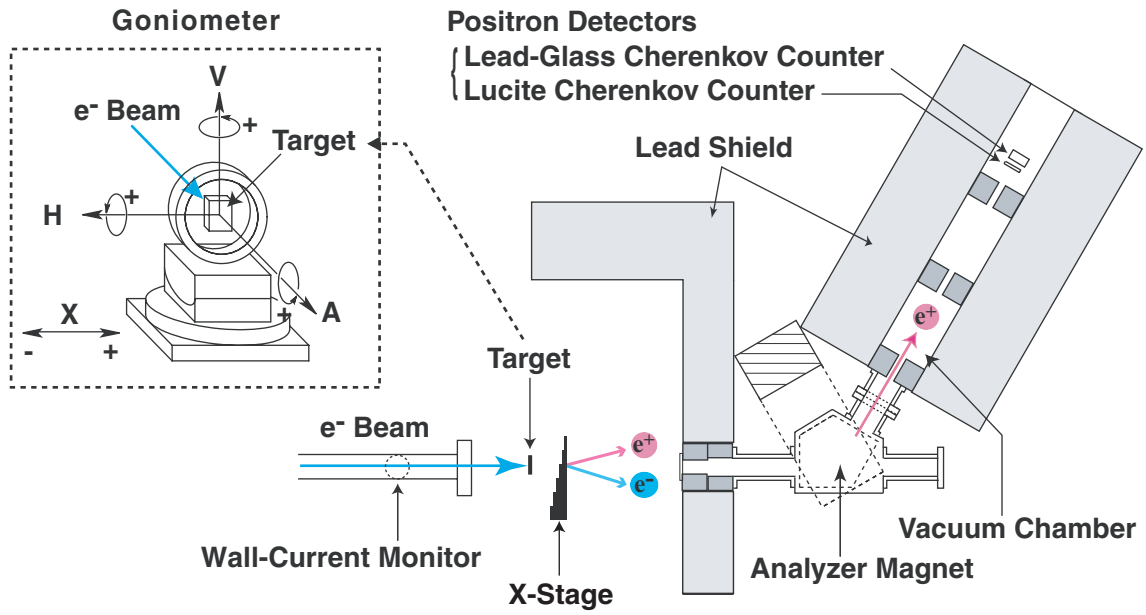 Goniometer
V
e- Beam
+
Target
H
+
A
+
X
-
+
Positron Detectors
Lead-Glass Cherenkov Counter
Lucite Cherenkov Counter
Lead Shield
e+
Target
e- Beam
e+
e-
Wall-Current Monitor
X-Stage
Vacuum Chamber
Analyzer Magnet